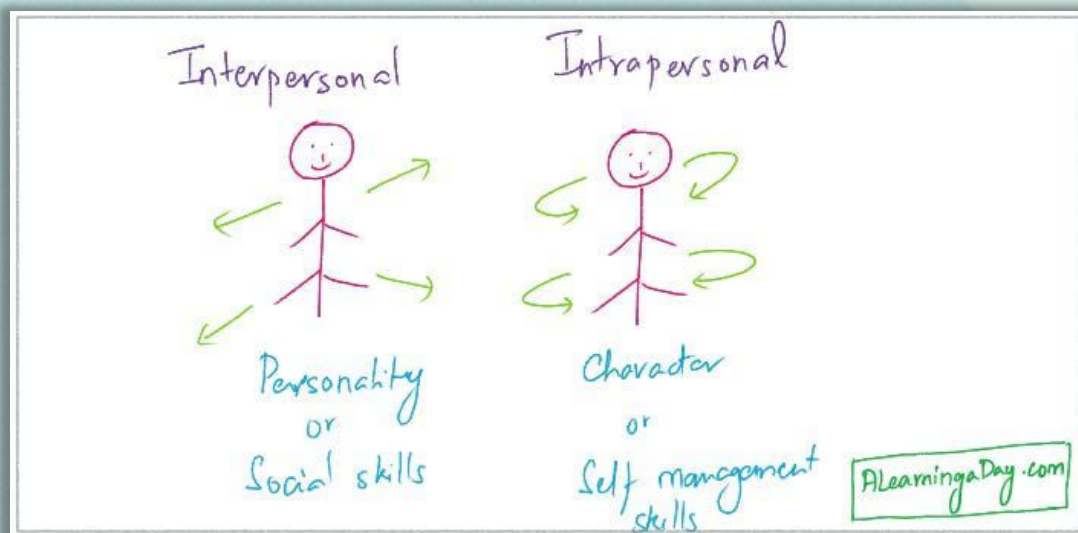 Interpersonal
Personality
or
Social skills
Intrapersonal
Character
or
Self management
skills
ALearningaDay.com